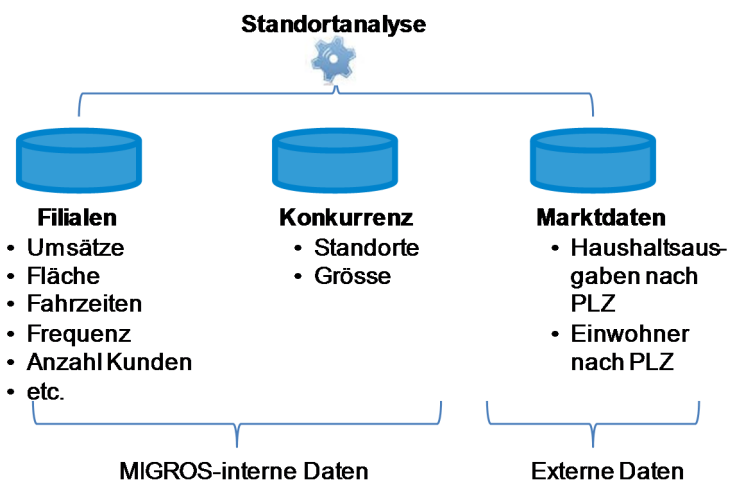 Standortanalyse
Filialen
• Umsätze
• Fläche
• Fahrzeiten
• Frequenz
• Anzahl Kunden
• etc.
Konkurrenz
• Standorte
• Grösse
Marktdaten
• Haushaltsaus-
gaben nach
PLZ
• Einwohner
nach PLZ
MIGROS-interne Daten
Externe Daten